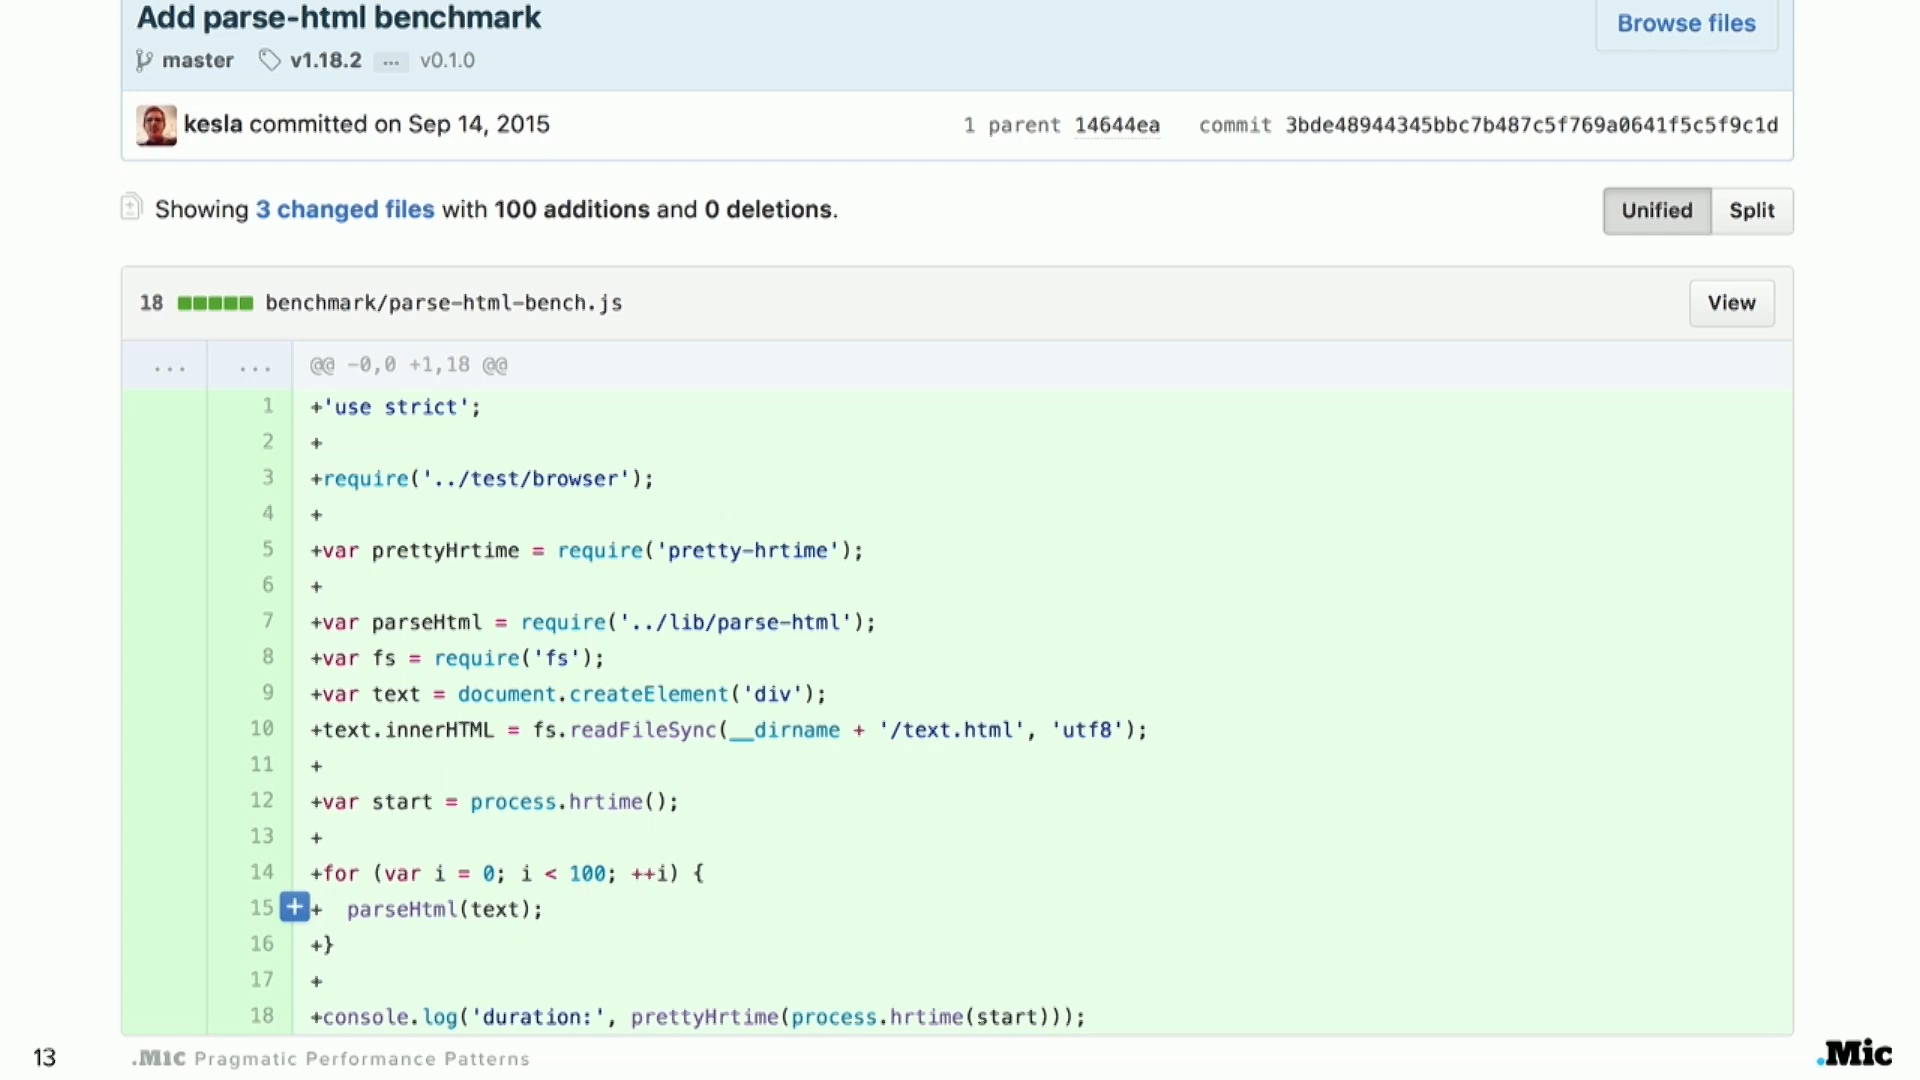 Add parse-html benchmark
Browse files
master v1.18.2 ... v0.1.0
kesla committed on Sep 14, 2015 1 parent 14644ea commit 3bde48944345bbc7b487c5f769a0641f5c5f9c1d
Showing 3 changed files with 100 additions and 0 deletions.
Unified Split
18 benchmark/parse-html-bench.js View
... ... @@ -0,0 +1,18 @@
1 +'use strict';
2 +
3 +require('../test/browser');
4 +
5 +var prettyHrtime = require('pretty-hrtime');
6 +
7 +var parseHtml = require('../lib/parse-html');
8 +var fs = require('fs');
9 +var text = document.createElement('div');
10 +text.innerHTML = fs.readFileSync(__dirname + '/text.html', 'utf8');
11 +
12 +var start = process.hrtime();
13 +
14 +for (var i = 0; i < 100; ++i) {
15 + + parseHtml(text);
16 +}
17 +
18 +console.log('duration:', prettyHrtime(process.hrtime(start)));
13 .Mic Pragmatic Performance Patterns .Mic